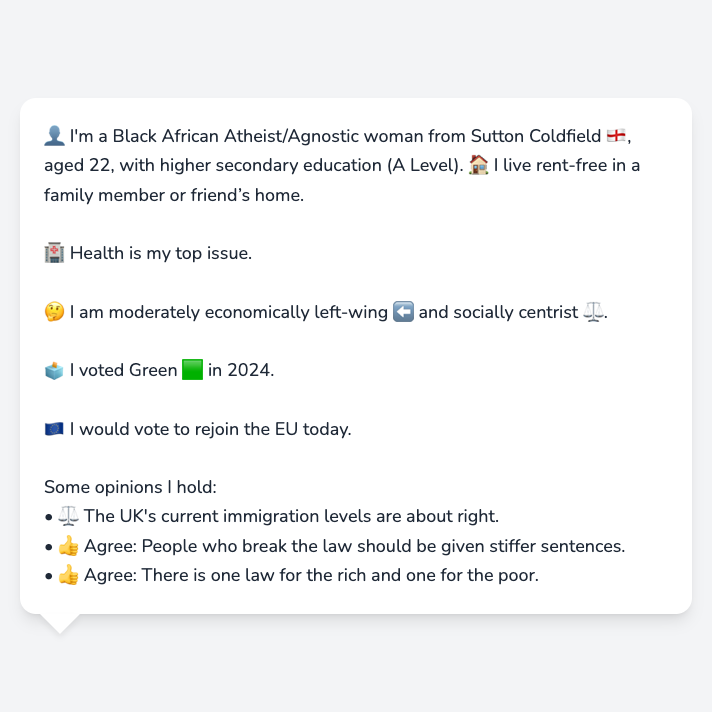 👤 I'm a Black African Atheist/Agnostic woman from Sutton Coldfield 🏴󠁧󠁢󠁥󠁮󠁧󠁿,
aged 22, with higher secondary education (A Level). 🏠 I live rent-free in a
family member or friend’s home.
🏥 Health is my top issue.
🤔 I am moderately economically left-wing ⬅️ and socially centrist ⚖️.
🗳️ I voted Green 🟩 in 2024.
🇪🇺 I would vote to rejoin the EU today.
Some opinions I hold:
• ⚖️ The UK's current immigration levels are about right.
• 👍 Agree: People who break the law should be given stiffer sentences.
• 👍 Agree: There is one law for the rich and one for the poor.